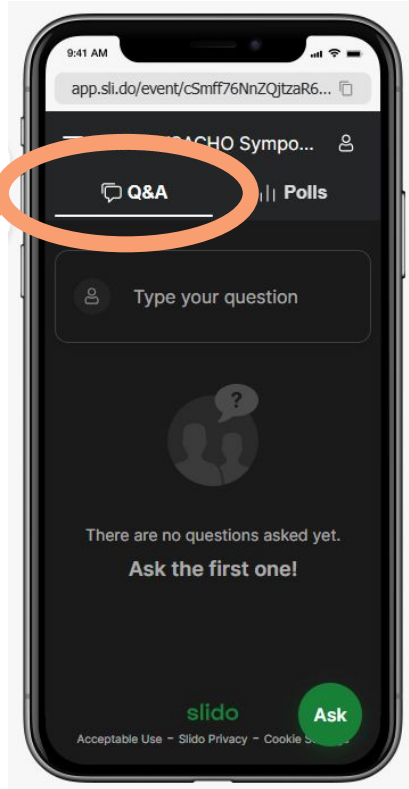 9:41 AM
app.sli.do/event/cSmff76NnZQjtzaR6...
Sympo...
Q&A Polls
Type your question
?
There are no questions asked yet.
Ask the first one!
slido
Ask
Acceptable Use - Slido Privacy - Cookie